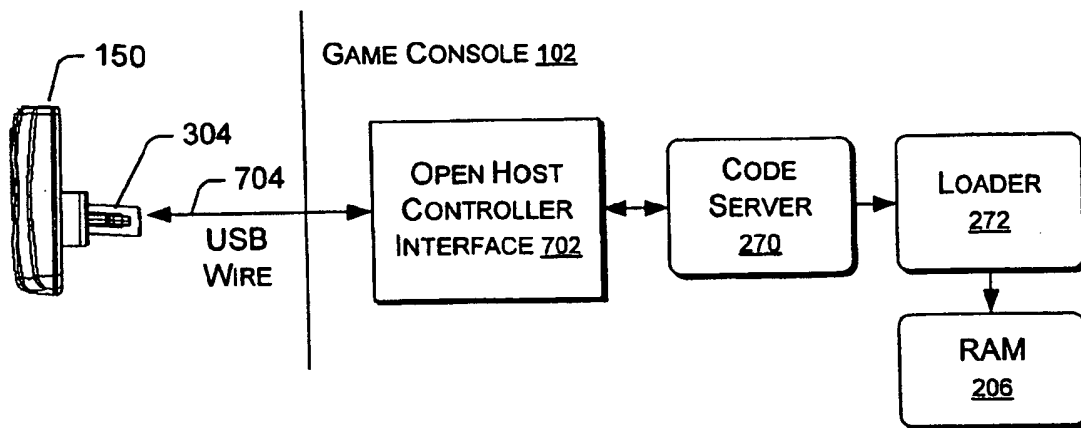 150
304
704
USB
WIRE
GAME CONSOLE 102
OPEN HOST
CONTROLLER
INTERFACE 702
CODE
SERVER
270
LOADER
272
RAM
206